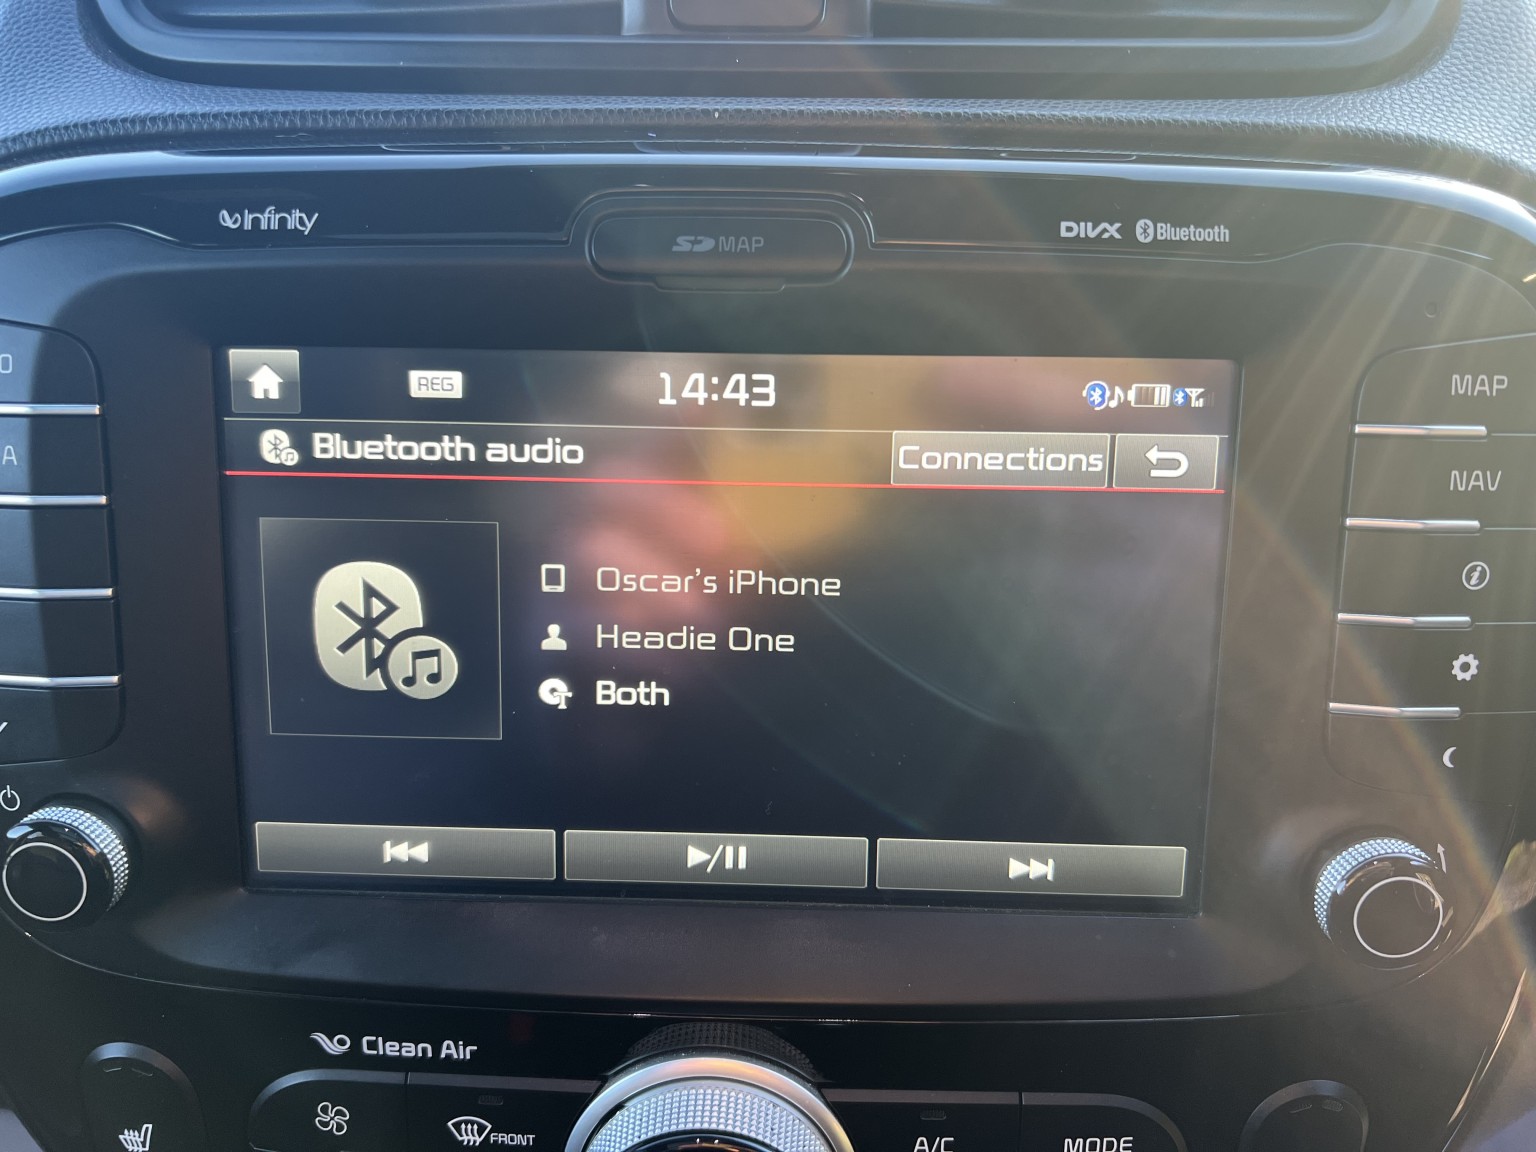 Infinity
SD MAP
DIVX Bluetooth
REG
14:43
Bluetooth audio
Connections
Oscar's iPhone
Headie One
Both
MAP
NAV
Clean Air
FRONT
A/C
MODE